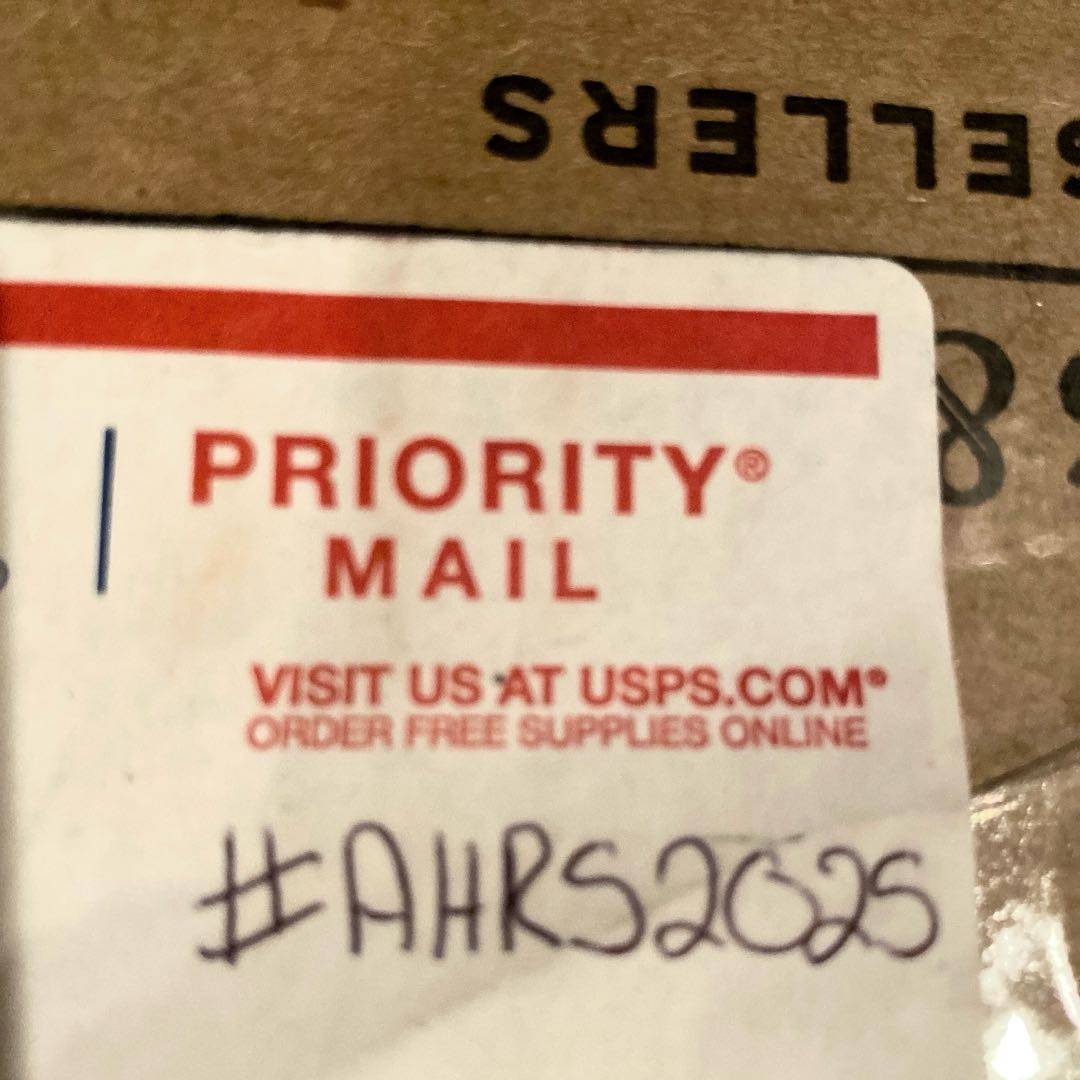 SELLERS
PRIORITY®
MAIL
VISIT US AT USPS.COM®
ORDER FREE SUPPLIES ONLINE
#AHRS2025